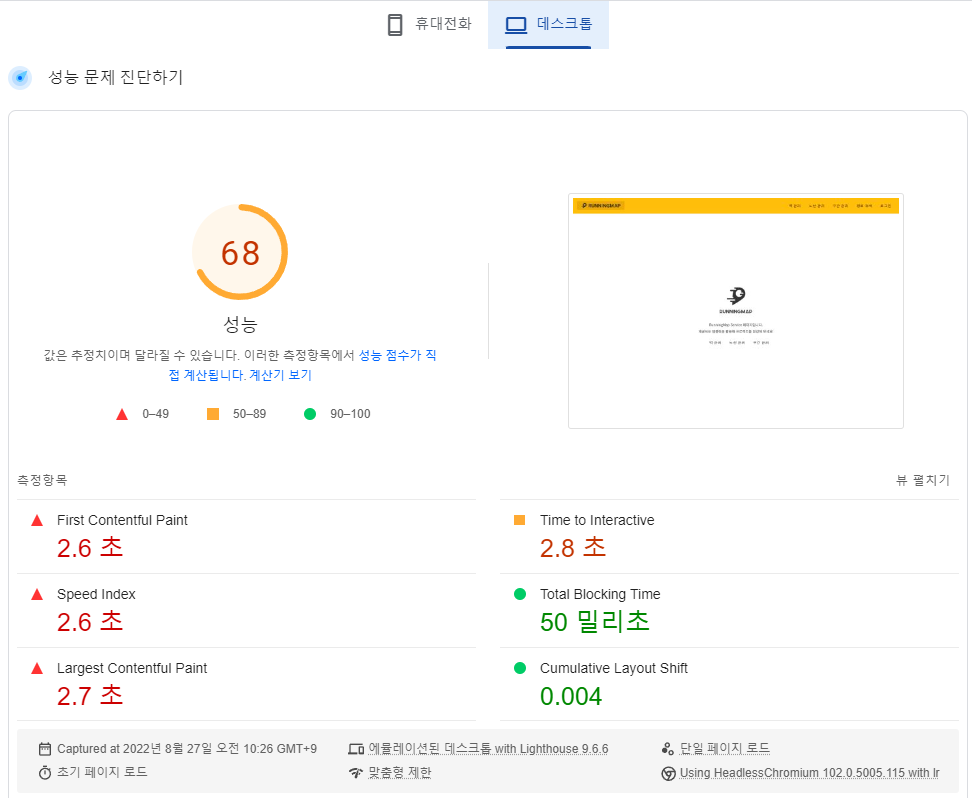 휴대전화
데스크톱
성능 문제 진단하기
68
성능
값은 추정치이며 달라질 수 있습니다. 이러한 측정항목에서 성능 점수가 직
접 계산됩니다. 계산기 보기
0–49
50–89
90–100
RUNNINGMAP
RUNNINGMAP
측정항목
뷰 펼치기
First Contentful Paint
2.6 초
Time to Interactive
2.8 초
Speed Index
2.6 초
Total Blocking Time
50 밀리초
Largest Contentful Paint
2.7 초
Cumulative Layout Shift
0.004
Captured at 2022년 8월 27일 오전 10:26 GMT+9
에뮬레이션된 데스크톱 with Lighthouse 9.6.6
단일 페이지 로드
초기 페이지 로드
맞춤형 제한
Using HeadlessChromium 102.0.5005.115 with lr